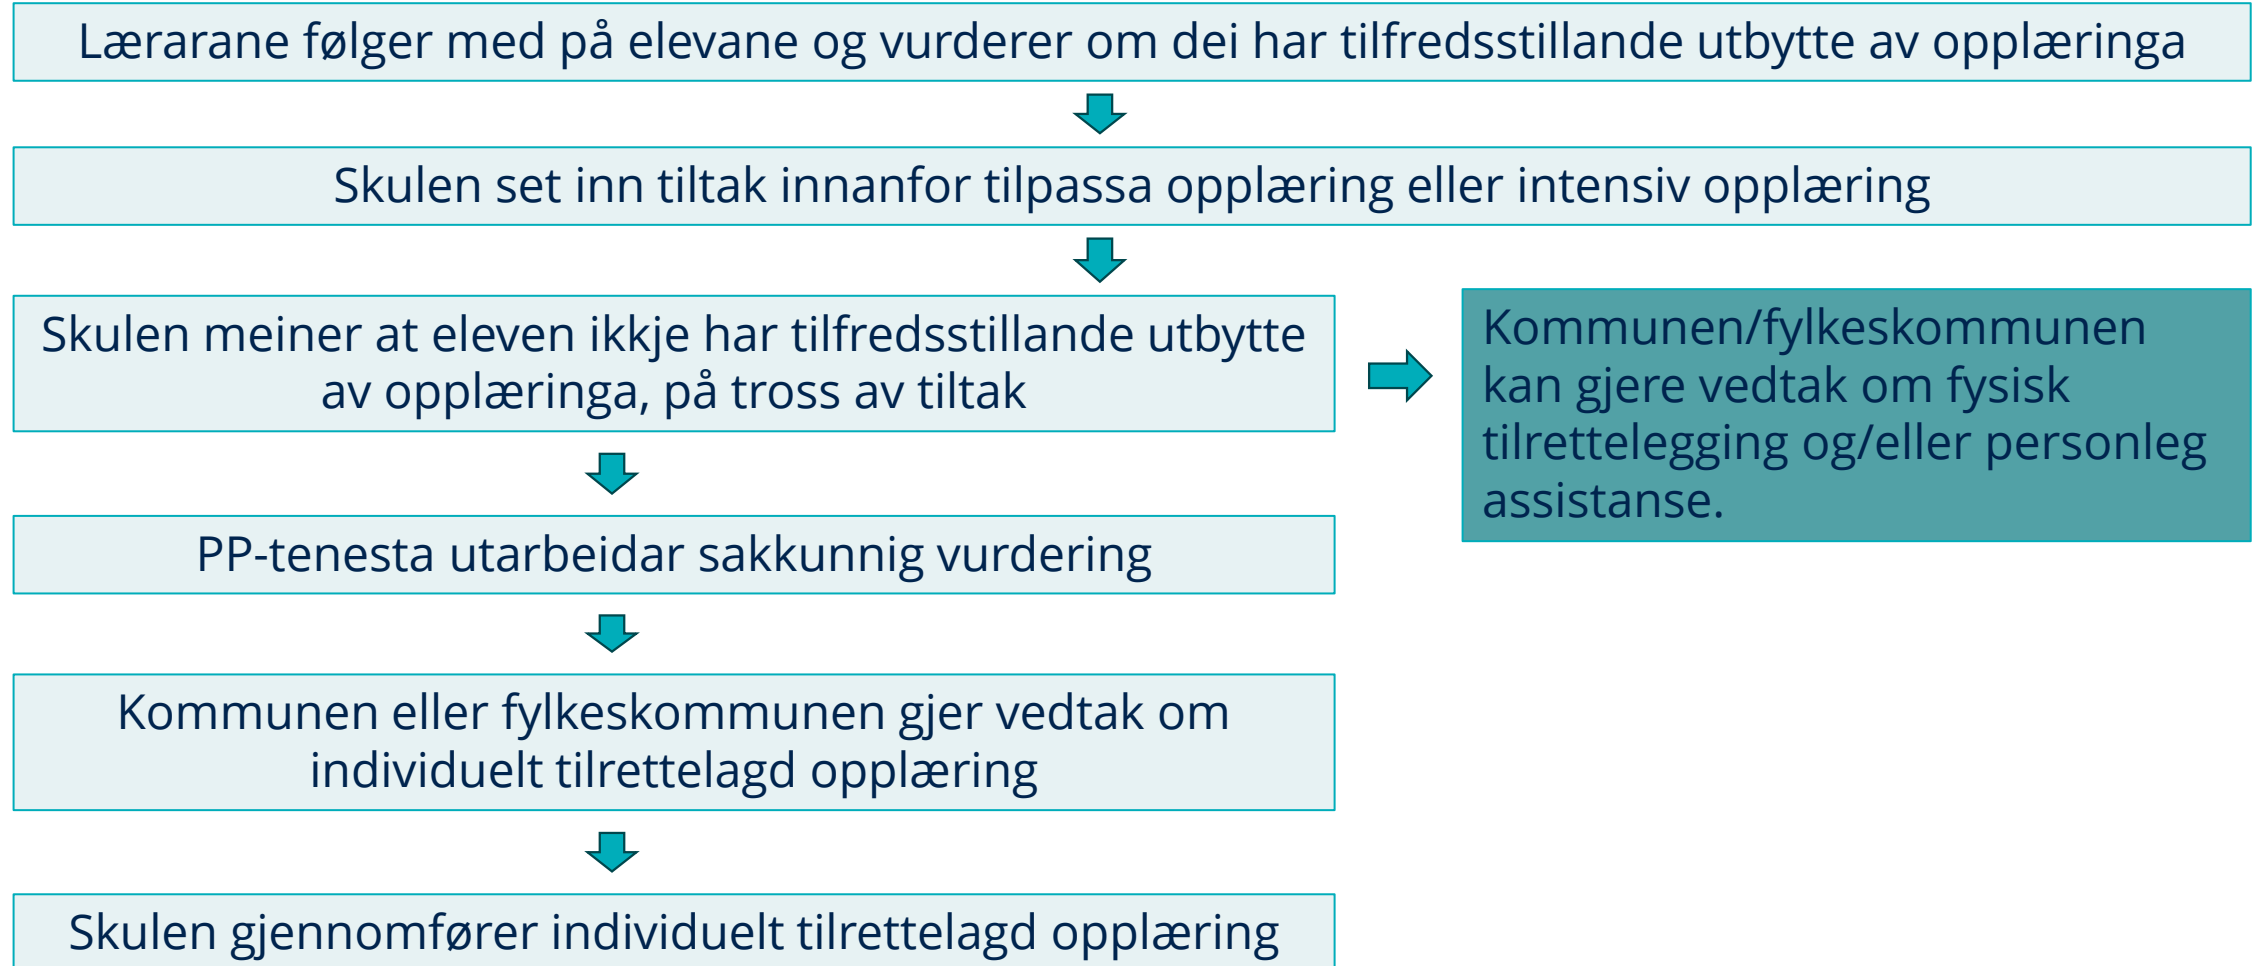 Lærarane følger med på elevane og vurderer om dei har tilfredsstillande utbytte av opplæringa
Skulen set inn tiltak innanfor tilpassa opplæring eller intensiv opplæring
Skulen meiner at eleven ikkje har tilfredsstillande utbytte
av opplæringa, på tross av tiltak
Kommunen/fylkeskommunen
kan gjere vedtak om fysisk
tilrettelegging og/eller personleg
assistanse.
PP-tenesta utarbeidar sakkunnig vurdering
Kommunen eller fylkeskommunen gjer vedtak om
individuelt tilrettelagd opplæring
Skulen gjennomfører individuelt tilrettelagd opplæring